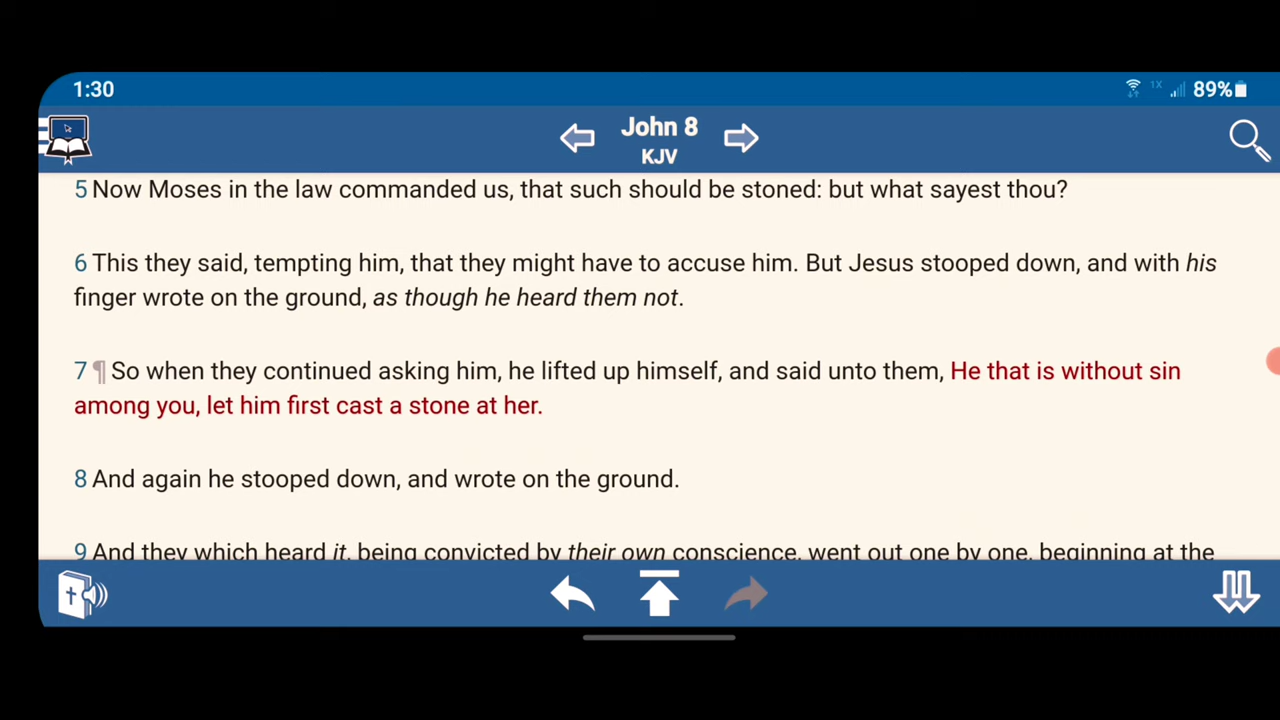 1:30
1X
89%
John 8
KJV
5 Now Moses in the law commanded us, that such should be stoned: but what sayest thou?
6 This they said, tempting him, that they might have to accuse him. But Jesus stooped down, and with his
finger wrote on the ground, as though he heard them not.
7 ¶ So when they continued asking him, he lifted up himself, and said unto them, He that is without sin
among you, let him first cast a stone at her.
8 And again he stooped down, and wrote on the ground.
9 And they which heard it, being convicted by their own conscience, went out one by one, beginning at the